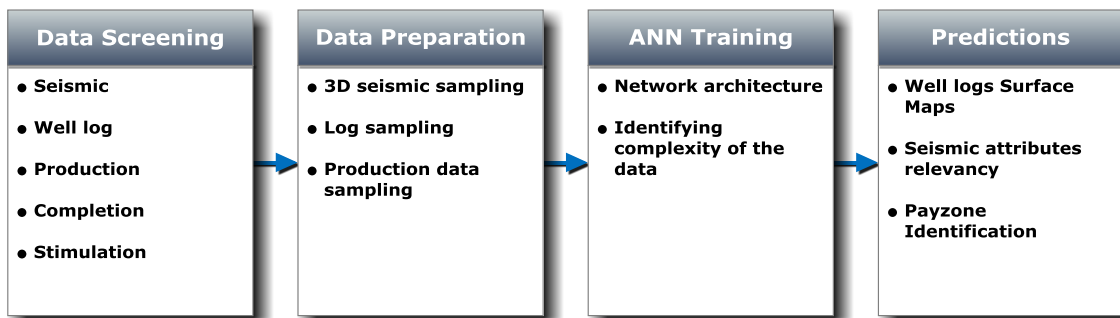 Data Screening
• Seismic
• Well log
• Production
• Completion
• Stimulation
Data Preparation
• 3D seismic sampling
• Log sampling
• Production data
sampling
ANN Training
• Network architecture
• Identifying
complexity of the
data
Predictions
• Well logs Surface
Maps
• Seismic attributes
relevancy
• Payzone
Identification